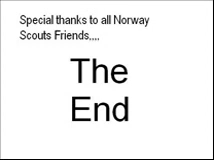 Special thanks to all Norway
Scouts Friends,...
The
End